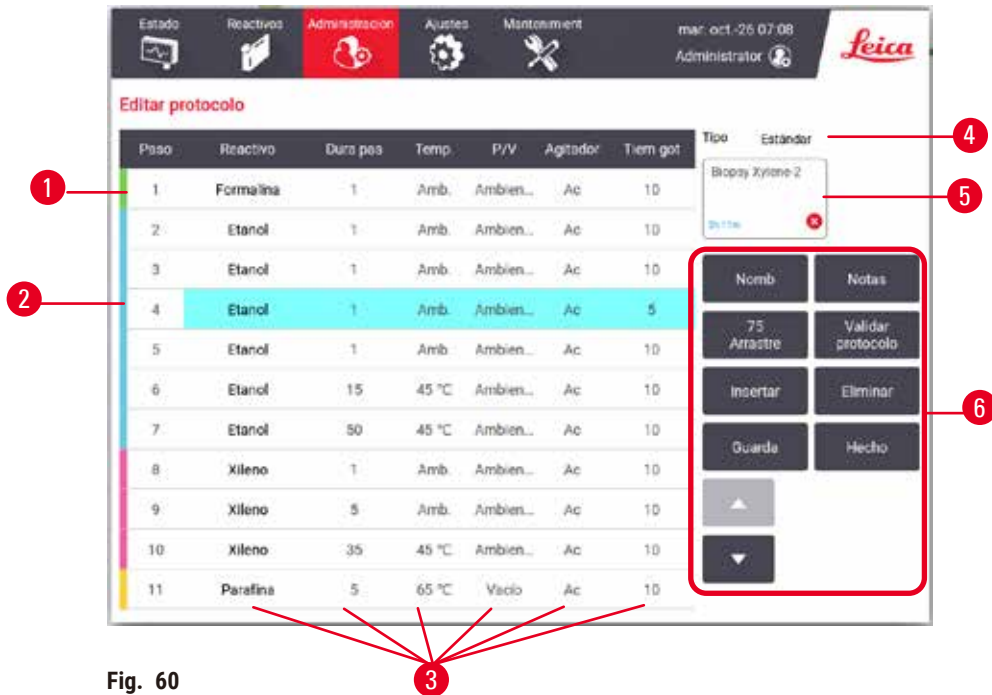 Estado Reactivos Administración Ajustes Mantenimient mar. oct.-26 07:08
Administrator Leica
Editar protocolo
Paso Reactivo Dura pas Temp. P/V Agitador Tiem got
Tipo Estándar
4
Biopsy Xylene-2
5
1
1 Formalina 1 Amb. Ambien... Ac 10
2 Etanol 1 Amb. Ambien... Ac 10
3 Etanol 1 Amb. Ambien... Ac 10
2
4 Etanol 1 Amb. Ambien... Ac 5
5 Etanol 1 Amb. Ambien... Ac 10
6 Etanol 15 45 °C Ambien... Ac 10
7 Etanol 50 45 °C Ambien... Ac 10
8 Xileno 1 Amb. Ambien... Ac 10
9 Xileno 5 Amb. Ambien... Ac 10
10 Xileno 35 45 °C Ambien... Ac 10
11 Parafina 5 65 °C Vacío Ac 10
Nomb Notas
75
Arrastre
Validar
protocolo
Insertar Eliminar
6
Guarda Hecho
3
Fig. 60